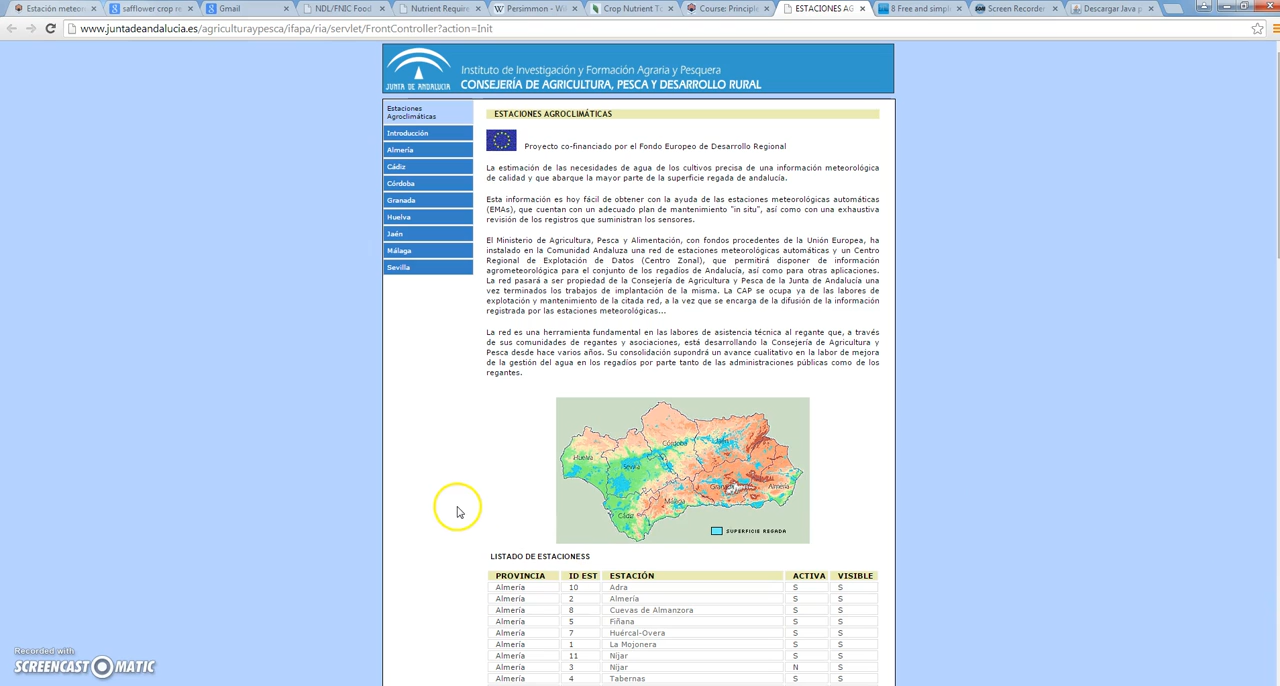 Estación meteoro
safflower crop re
Gmail
NDL/FNIC Food
Nutrient Require
Persimmon - Wi
Crop Nutrient T
Course: Principle
ESTACIONES AG
8 Free and simpl
Screen Recorder
Descargar Java p
www.juntadeandalucia.es/agriculturaypesca/ifapa/ria/servlet/FrontController?action=Init
JUNTA DE ANDALUCIA
Instituto de Investigación y Formación Agraria y Pesquera
CONSEJERÍA DE AGRICULTURA, PESCA Y DESARROLLO RURAL
Estaciones
Agroclimáticas
Introducción
Almería
Cádiz
Córdoba
Granada
Huelva
Jaén
Málaga
Sevilla
ESTACIONES AGROCLIMÁTICAS
Proyecto co-financiado por el Fondo Europeo de Desarrollo Regional
La estimación de las necesidades de agua de los cultivos precisa de una información meteorológica
de calidad y que abarque la mayor parte de la superficie regada de andalucía.
Esta información es hoy fácil de obtener con la ayuda de las estaciones meteorológicas automáticas
(EMAs), que cuentan con un adecuado plan de mantenimiento "in situ", así como con una exhaustiva
revisión de los registros que suministran los sensores.
El Ministerio de Agricultura, Pesca y Alimentación, con fondos procedentes de la Unión Europea, ha
instalado en la Comunidad Andaluza una red de estaciones meteorológicas automáticas y un Centro
Regional de Explotación de Datos (Centro Zonal), que permitirá disponer de información
agrometeorológica para el conjunto de los regadíos de Andalucía, así como para otras aplicaciones.
La red pasará a ser propiedad de la Consejería de Agricultura y Pesca de la Junta de Andalucía una
vez terminados los trabajos de implantación de la misma. La CAP se ocupa ya de las labores de
explotación y mantenimiento de la citada red, a la vez que se encarga de la difusión de la información
registrada por las estaciones meteorológicas...
La red es una herramienta fundamental en las labores de asistencia técnica al regante que, a través
de sus comunidades de regantes y asociaciones, está desarrollando la Consejería de Agricultura y
Pesca desde hace varios años. Su consolidación supondrá un avance cualitativo en la labor de mejora
de la gestión del agua en los regadíos por parte tanto de las administraciones públicas como de los
regantes.
Córdoba
Jaén
Huelva
Sevilla
Granada
Almería
Málaga
Cádiz
SUPERFICIE REGADA
LISTADO DE ESTACIONESS
PROVINCIA ID EST ESTACIÓN ACTIVA VISIBLE
Almería 10 Adra S S
Almería 2 Almería S S
Almería 8 Cuevas de Almanzora S S
Almería 5 Fiñana S S
Almería 7 Huércal-Overa S S
Almería 1 La Mojonera S S
Almería 11 Níjar S S
Almería 3 Níjar N S
Almería 4 Tabernas S S
Recorded with
SCREENCAST MATIC